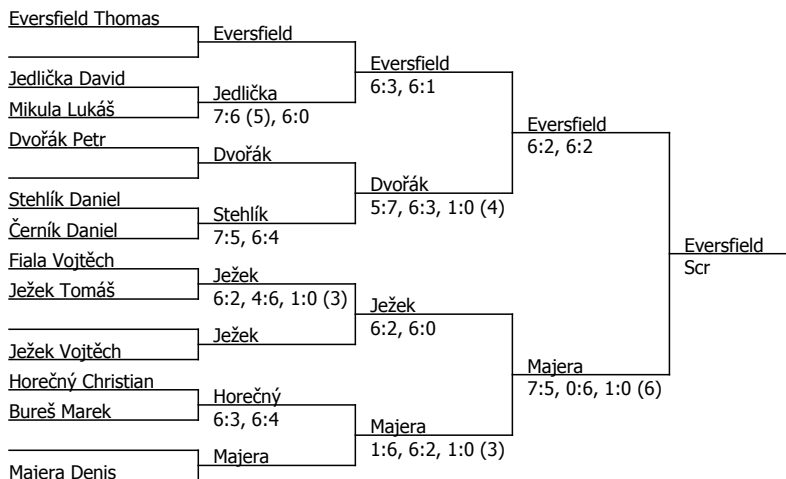 Eversfield Thomas
Jedlička David
Mikula Lukáš
Dvořák Petr
Stehlík Daniel
Černík Daniel
Fiala Vojtěch
Ježek Tomáš
Ježek Vojtěch
Horečný Christian
Bureš Marek
Majera Denis
Eversfield
Jedlička
7:6 (5), 6:0
Dvořák
Stehlík
7:5, 6:4
Ježek
6:2, 4:6, 1:0 (3)
Ježek
Horečný
6:3, 6:4
Majera
Eversfield
6:3, 6:1
Dvořák
5:7, 6:3, 1:0 (4)
Ježek
6:2, 6:0
Majera
1:6, 6:2, 1:0 (3)
Eversfield
6:2, 6:2
Majera
7:5, 0:6, 1:0 (6)
Eversfield
Scr